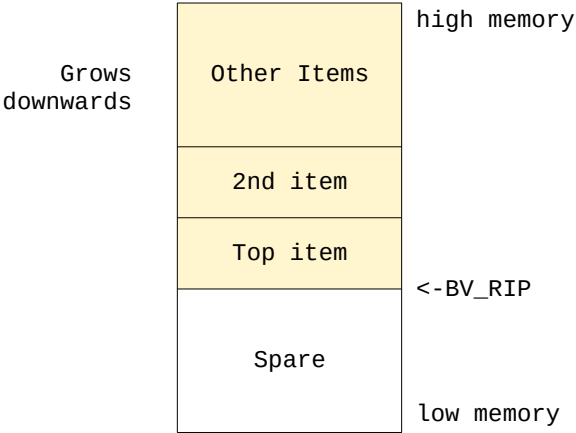 high memory
Grows
downwards
Other Items
2nd item
Top item
<-BV_RIP
Spare
low memory